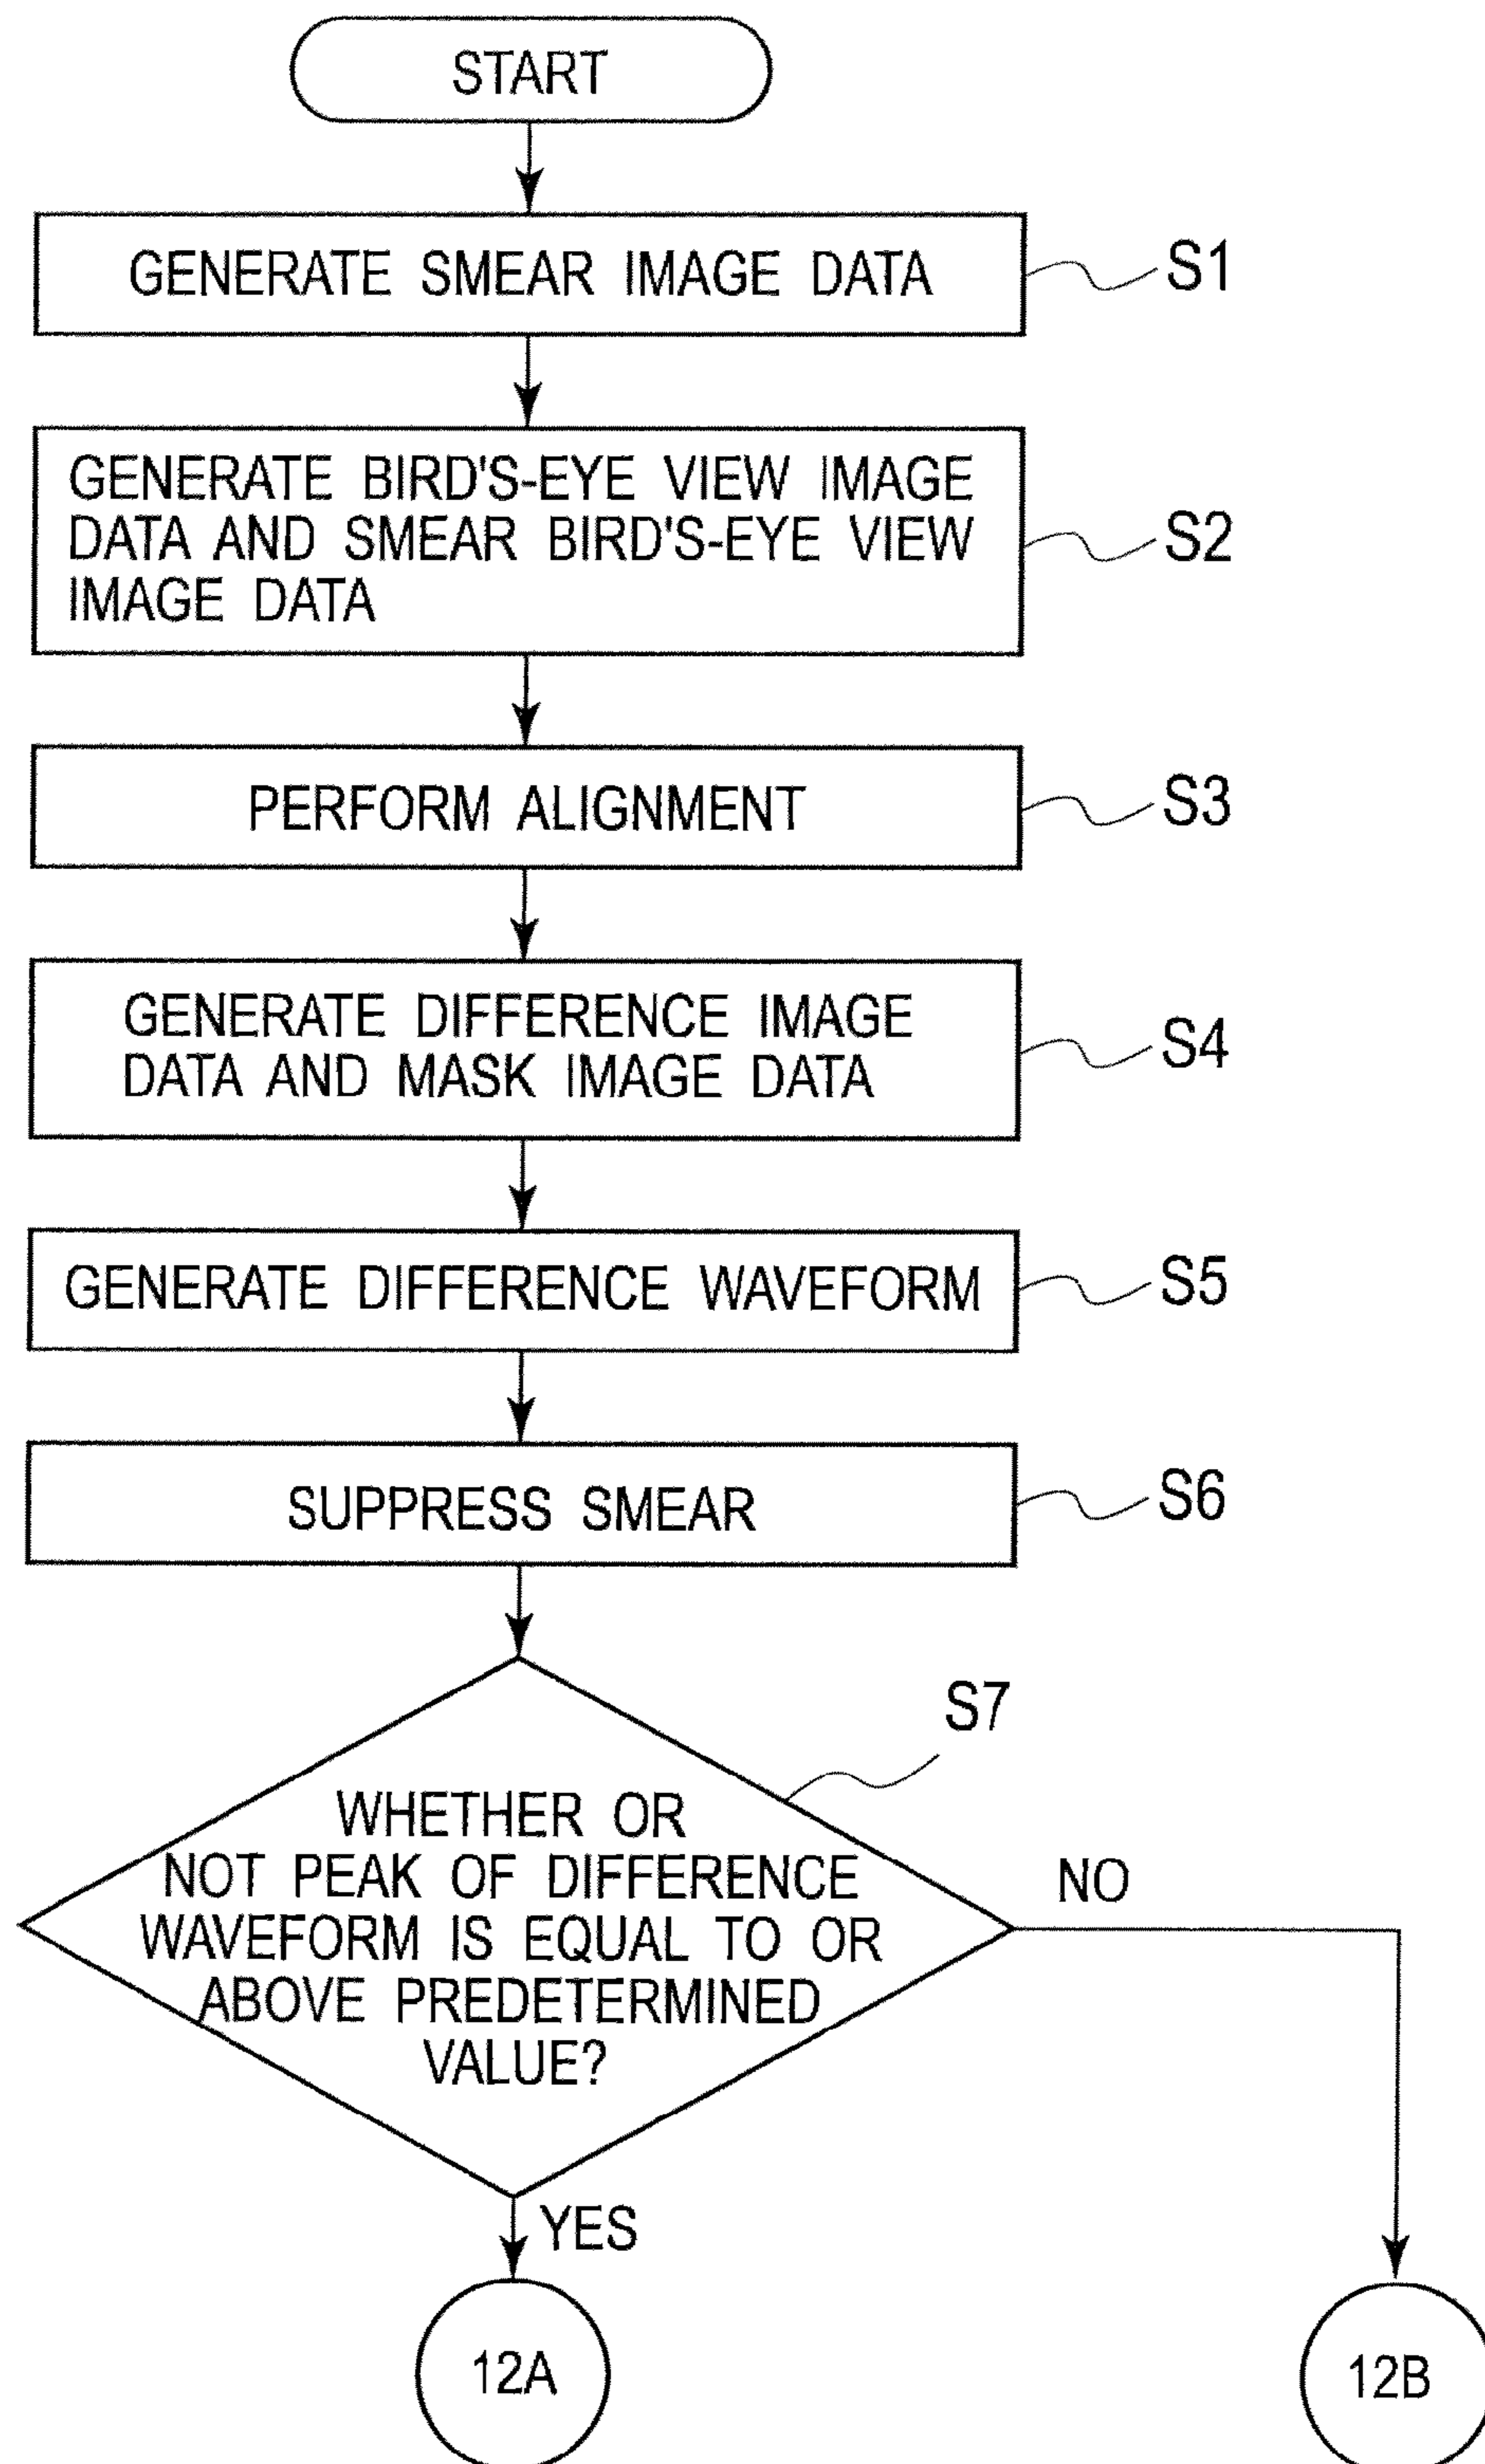 START
GENERATE SMEAR IMAGE DATA
S1
GENERATE BIRD'S-EYE VIEW IMAGE
DATA AND SMEAR BIRD'S-EYE VIEW
IMAGE DATA
S2
PERFORM ALIGNMENT
S3
GENERATE DIFFERENCE IMAGE
DATA AND MASK IMAGE DATA
S4
GENERATE DIFFERENCE WAVEFORM
S5
SUPPRESS SMEAR
S6
S7
WHETHER OR
NOT PEAK OF DIFFERENCE
WAVEFORM IS EQUAL TO OR
ABOVE PREDETERMINED
VALUE?
NO
YES
12A
12B